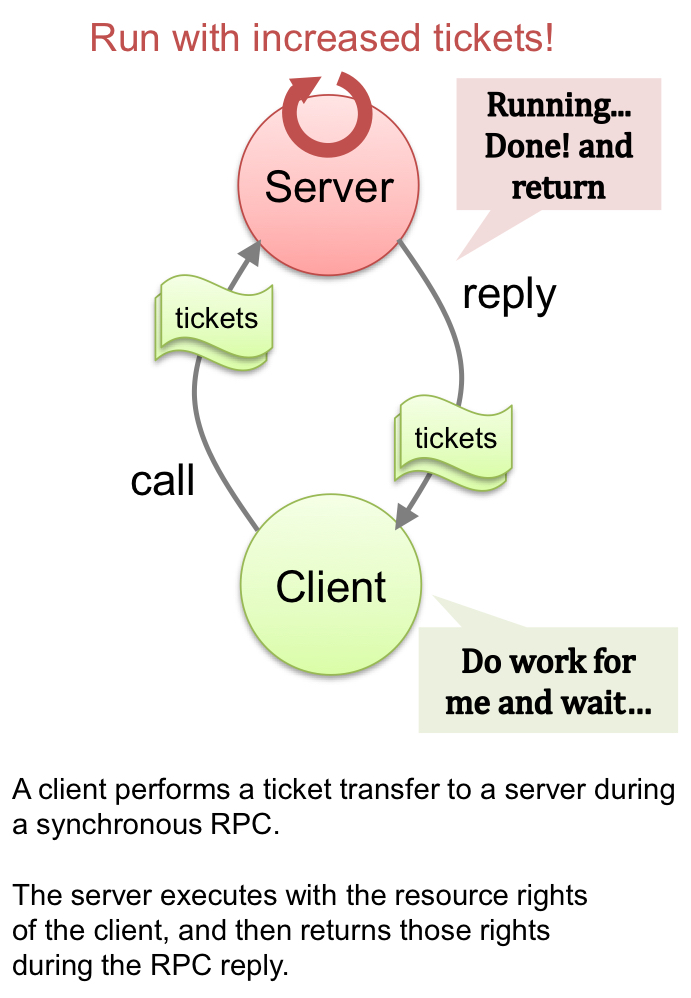 Run with increased tickets!
Running...
Done! and
return
Server
reply
tickets
tickets
call
Client
Do work for
me and wait...
A client performs a ticket transfer to a server during
a synchronous RPC.
The server executes with the resource rights
of the client, and then returns those rights
during the RPC reply.